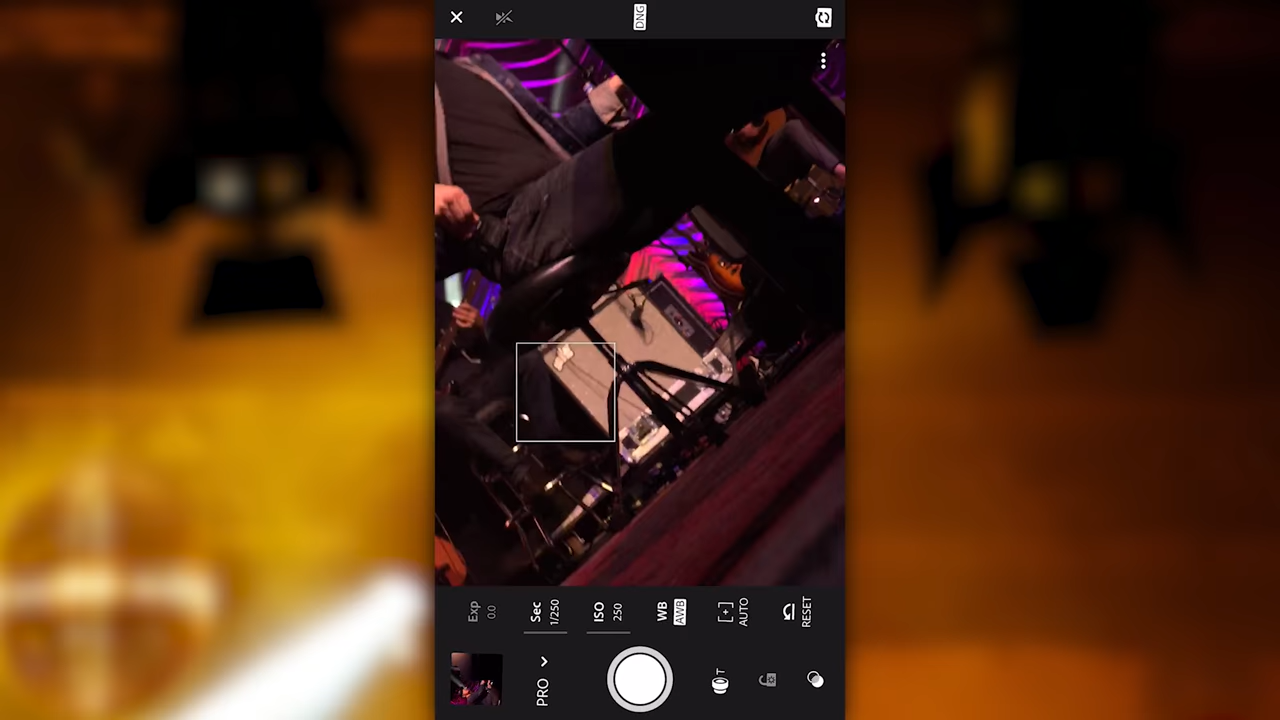 DNG
Exp
0.0
Sec
1/250
ISO
250
WB
AWB
[+]
AUTO
RESET
PRO
T